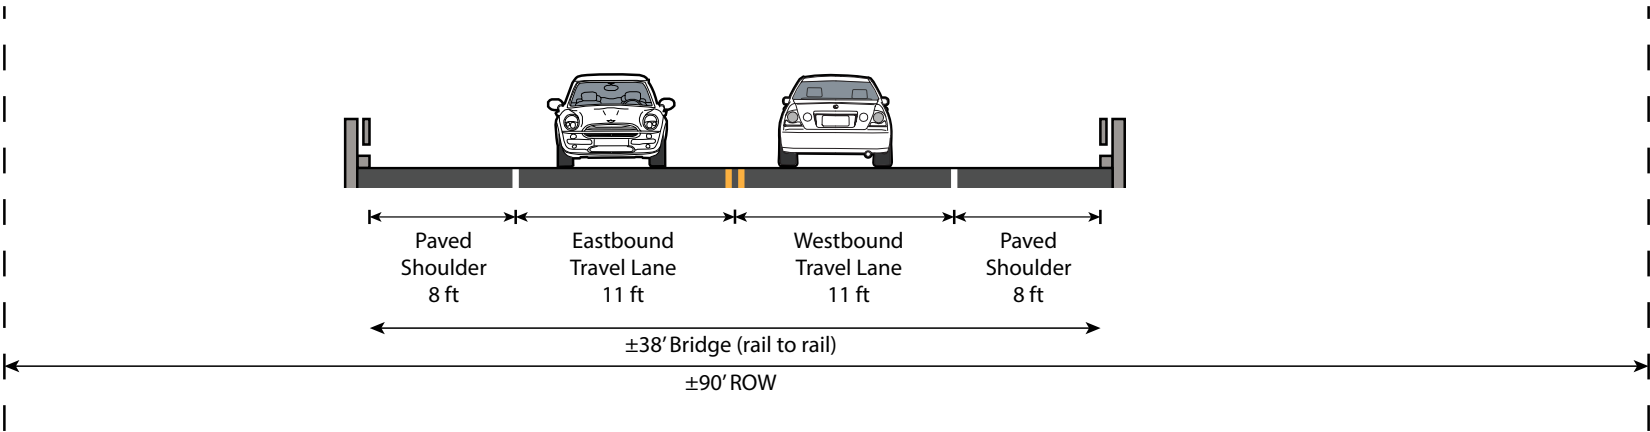 Paved
Shoulder
8 ft
Eastbound
Travel Lane
11 ft
Westbound
Travel Lane
11 ft
Paved
Shoulder
8 ft
±38’ Bridge (rail to rail)
±90’ ROW